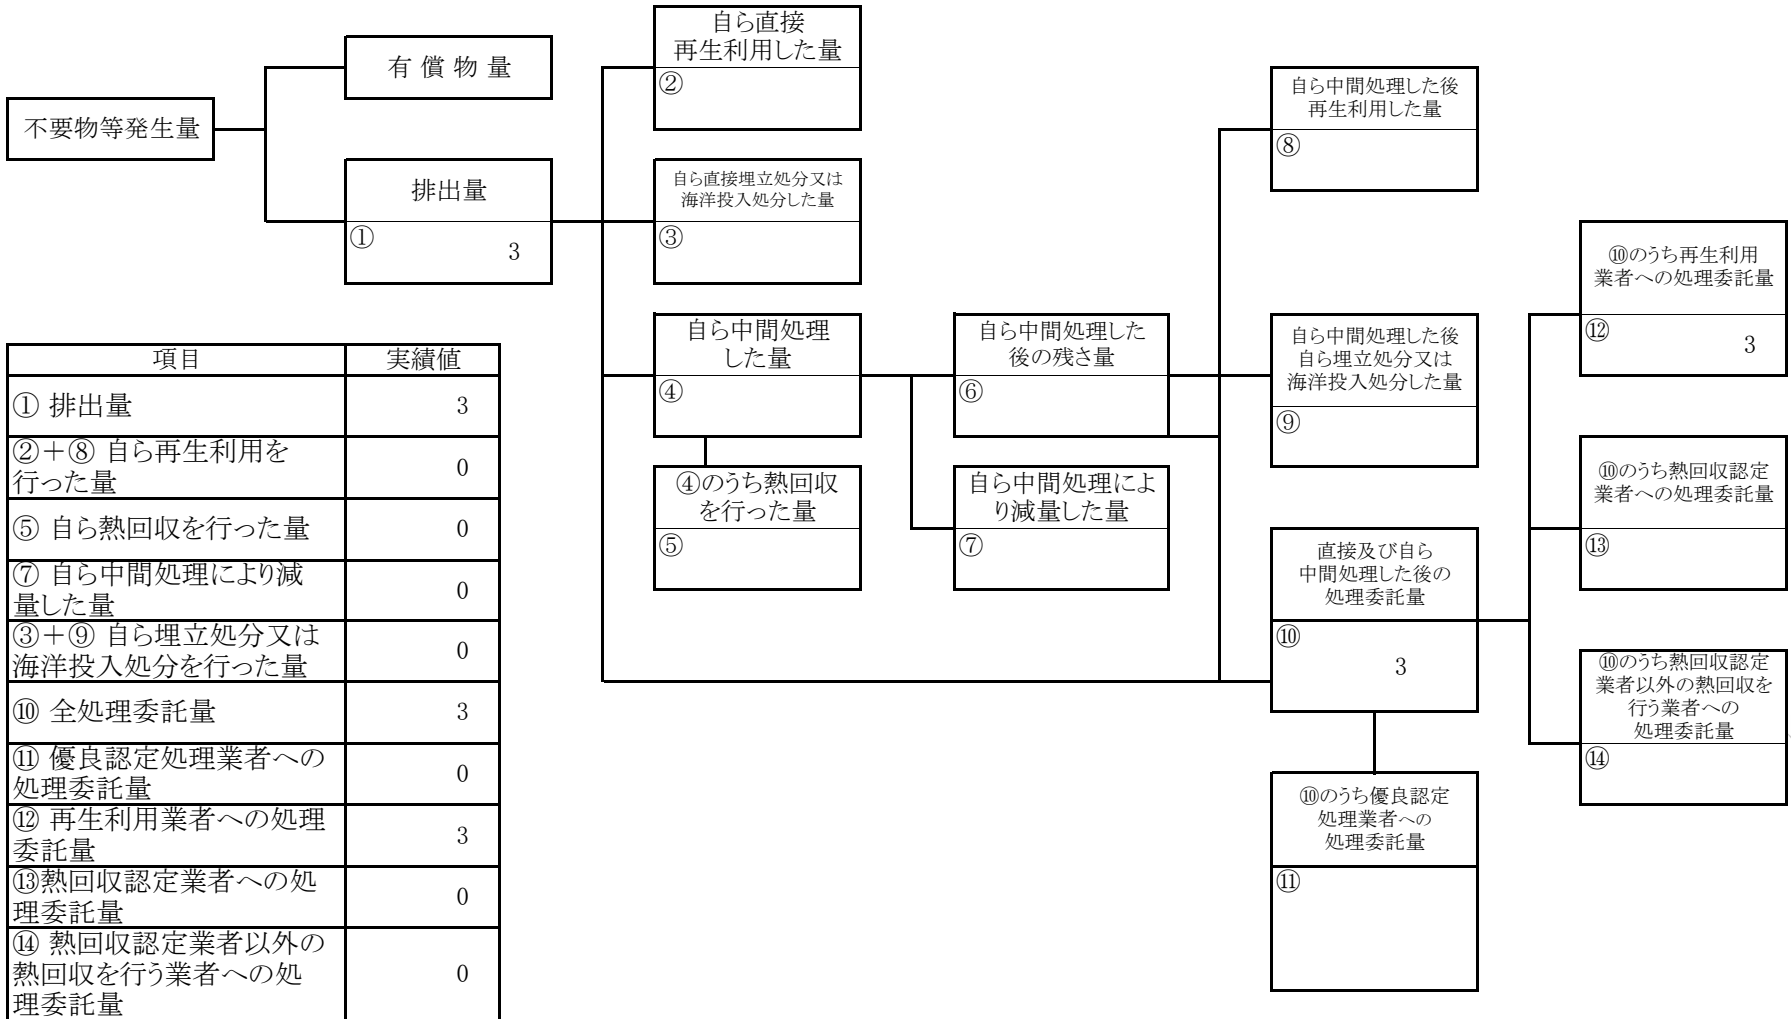 不要物等発生量
有 償 物 量
排出量
①
3
自ら直接
再生利用した量
②
自ら直接埋立処分又は
海洋投入処分した量
③
自ら中間処理
した量
④
④のうち熱回収
を行った量
⑤
自ら中間処理した
後の残さ量
⑥
自ら中間処理によ
り減量した量
⑦
自ら中間処理した後
再生利用した量
⑧
自ら中間処理した後
自ら埋立処分又は
海洋投入処分した量
⑨
直接及び自ら
中間処理した後の
処理委託量
⑩
3
⑩のうち優良認定
処理業者への
処理委託量
⑪
⑩のうち再生利用
業者への処理委託量
⑫
3
⑩のうち熱回収認定
業者への処理委託量
⑬
⑩のうち熱回収認定
業者以外の熱回収を
行う業者への
処理委託量
⑭
項目 実績値
① 排出量 3
②＋⑧ 自ら再生利用を
行った量 0
⑤ 自ら熱回収を行った量 0
⑦ 自ら中間処理により減
量した量 0
③＋⑨ 自ら埋立処分又は
海洋投入処分を行った量 0
⑩ 全処理委託量 3
⑪ 優良認定処理業者への
処理委託量 0
⑫ 再生利用業者への処理
委託量 3
⑬熱回収認定業者への処
理委託量 0
⑭ 熱回収認定業者以外の
熱回収を行う業者への処
理委託量 0